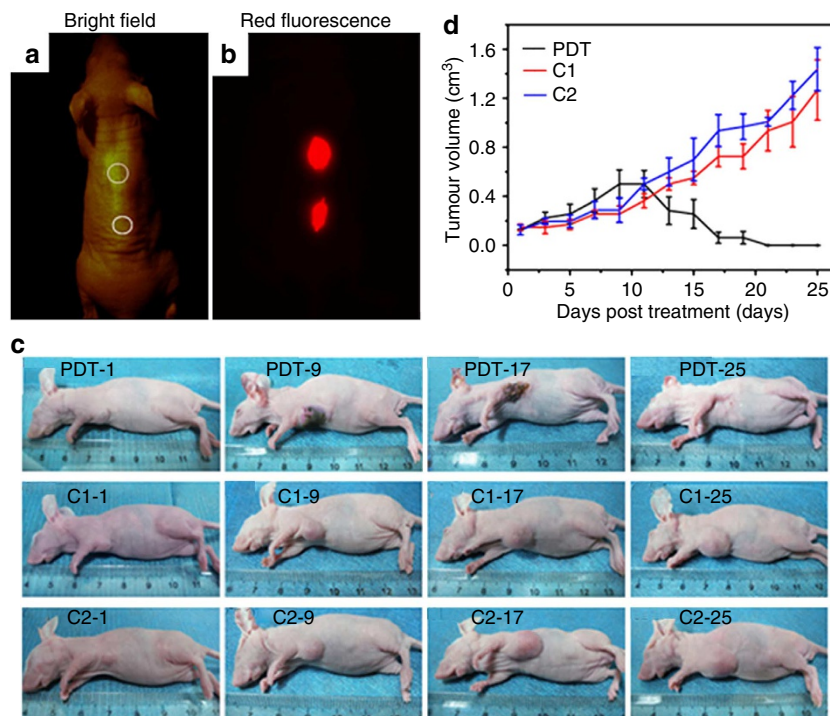 Bright field
Red fluorescence
a
b
d
PDT
C1
C2
Tumour volume (cm3)
1.6
1.2
0.8
0.4
0.0
0
5
10
15
20
25
Days post treatment (days)
c
PDT-1
PDT-9
PDT-17
PDT-25
C1-1
C1-9
C1-17
C1-25
C2-1
C2-9
C2-17
C2-25